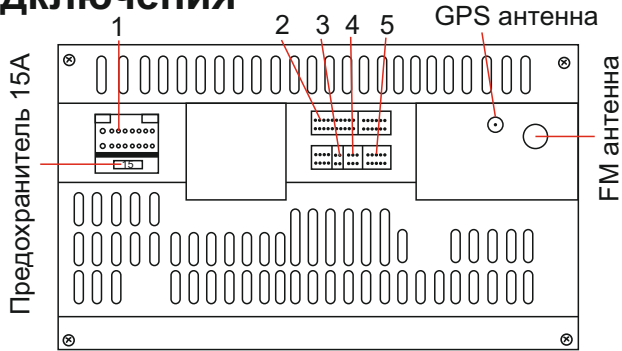 дключения
GPS антенна
1
2 3 4 5
Предохранитель 15А
15
FM антенна